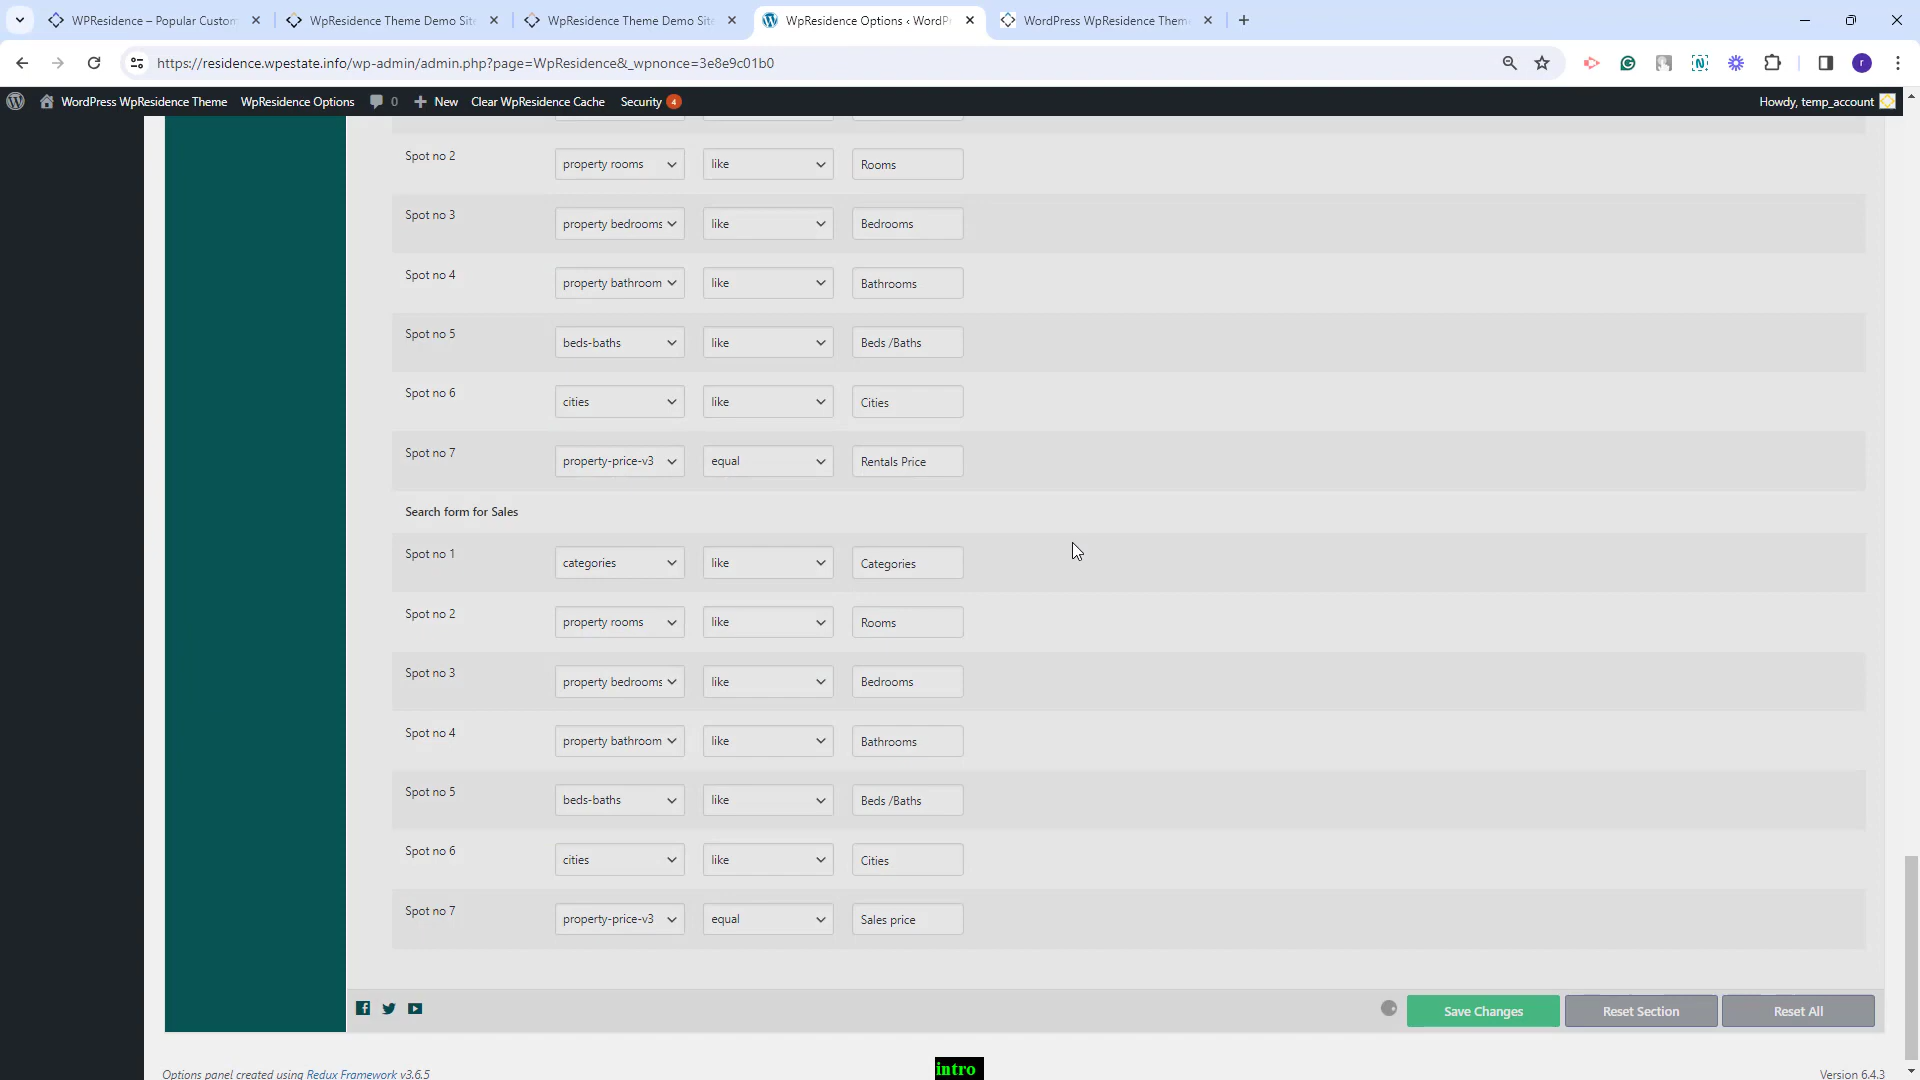 WPResidence – Popular Custom
WpResidence Theme Demo Site
WpResidence Theme Demo Site
WpResidence Options ‹ WordPr
WordPress WpResidence Them
https://residence.wpestate.info/wp-admin/admin.php?page=WpResidence&_wpnonce=3e8e9c01b0
WordPress WpResidence Theme WpResidence Options 0 New Clear WpResidence Cache Security 4 Howdy, temp_account
Spot no 2 property rooms like Rooms
Spot no 3 property bedrooms like Bedrooms
Spot no 4 property bathroom like Bathrooms
Spot no 5 beds-baths like Beds /Baths
Spot no 6 cities like Cities
Spot no 7 property-price-v3 equal Rentals Price
Search form for Sales
Spot no 1 categories like Categories
Spot no 2 property rooms like Rooms
Spot no 3 property bedrooms like Bedrooms
Spot no 4 property bathroom like Bathrooms
Spot no 5 beds-baths like Beds /Baths
Spot no 6 cities like Cities
Spot no 7 property-price-v3 equal Sales price
Save Changes Reset Section Reset All
intro
Options panel created using Redux Framework v3.6.5 Version 6.4.3